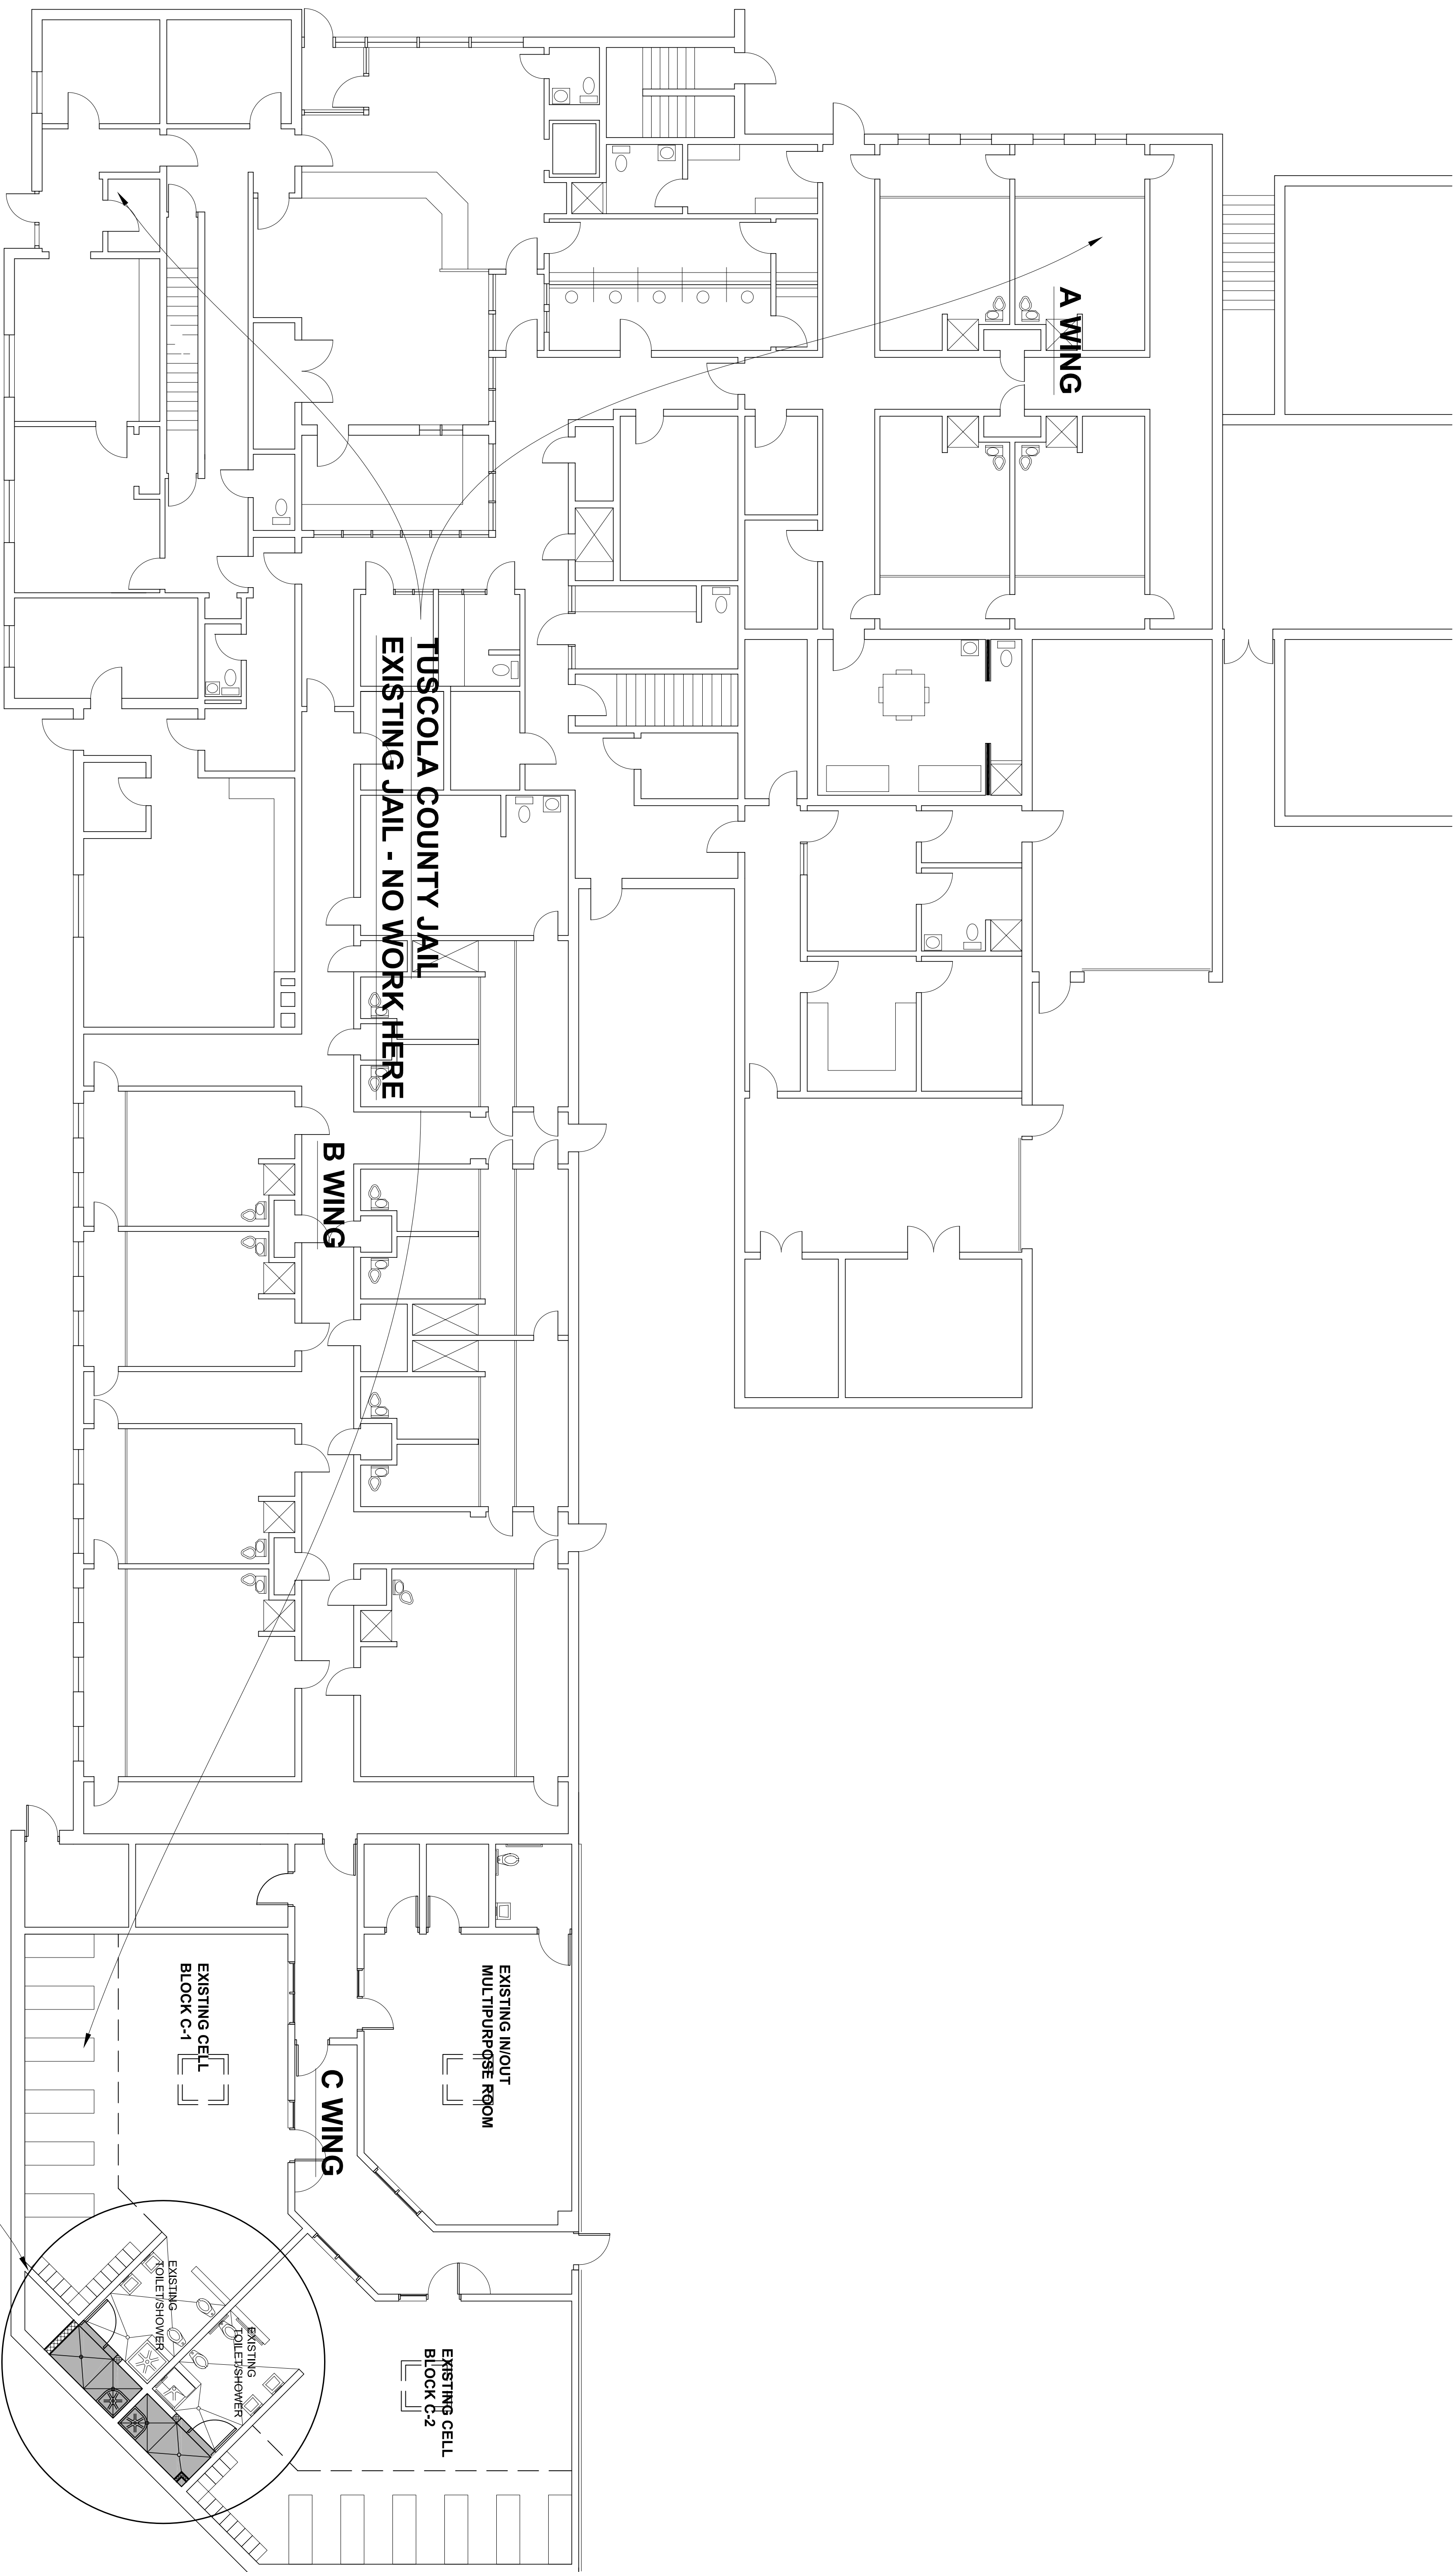 A WING
TUSCOLA COUNTY JAIL
EXISTING JAIL - NO WORK HERE
B WING
EXISTING IN/OUT
MULTIPURPOSE ROOM
EXISTING CELL
BLOCK C-1
C WING
EXISTING
TOILET/SHOWER
EXISTING
TOILET/SHOWER
EXISTING CELL
BLOCK C-2